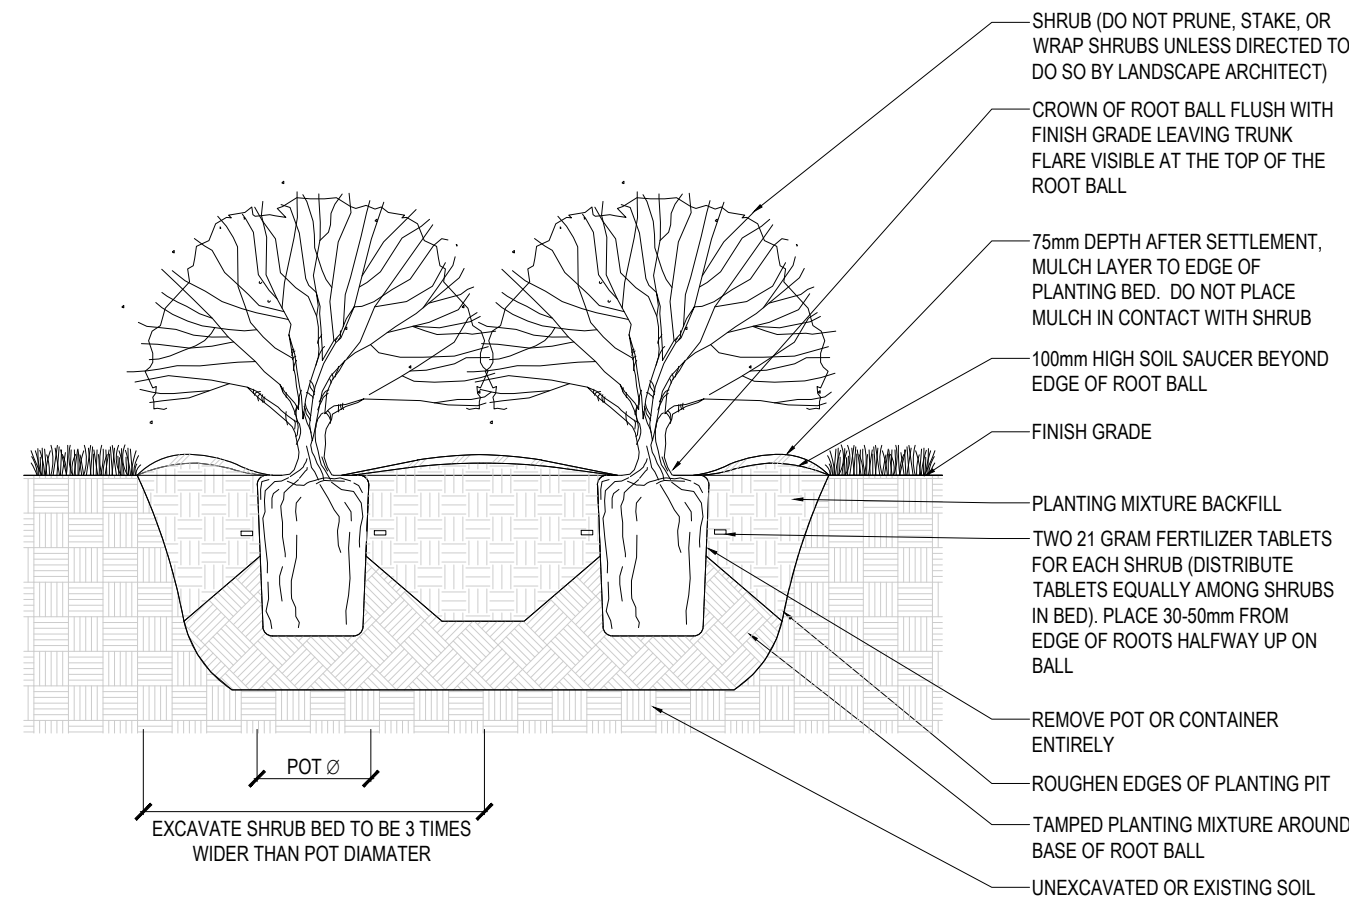 SHRUB (DO NOT PRUNE, STAKE, OR
WRAP SHRUBS UNLESS DIRECTED TO
DO SO BY LANDSCAPE ARCHITECT)
CROWN OF ROOT BALL FLUSH WITH
FINISH GRADE LEAVING TRUNK
FLARE VISIBLE AT THE TOP OF THE
ROOT BALL
75mm DEPTH AFTER SETTLEMENT,
MULCH LAYER TO EDGE OF
PLANTING BED. DO NOT PLACE
MULCH IN CONTACT WITH SHRUB
100mm HIGH SOIL SAUCER BEYOND
EDGE OF ROOT BALL
FINISH GRADE
PLANTING MIXTURE BACKFILL
TWO 21 GRAM FERTILIZER TABLETS
FOR EACH SHRUB (DISTRIBUTE
TABLETS EQUALLY AMONG SHRUBS
IN BED). PLACE 30-50mm FROM
EDGE OF ROOTS HALFWAY UP ON
BALL
REMOVE POT OR CONTAINER
ENTIRELY
ROUGHEN EDGES OF PLANTING PIT
TAMPED PLANTING MIXTURE AROUND
BASE OF ROOT BALL
UNEXCAVATED OR EXISTING SOIL
POT Ø
EXCAVATE SHRUB BED TO BE 3 TIMES
WIDER THAN POT DIAMATER